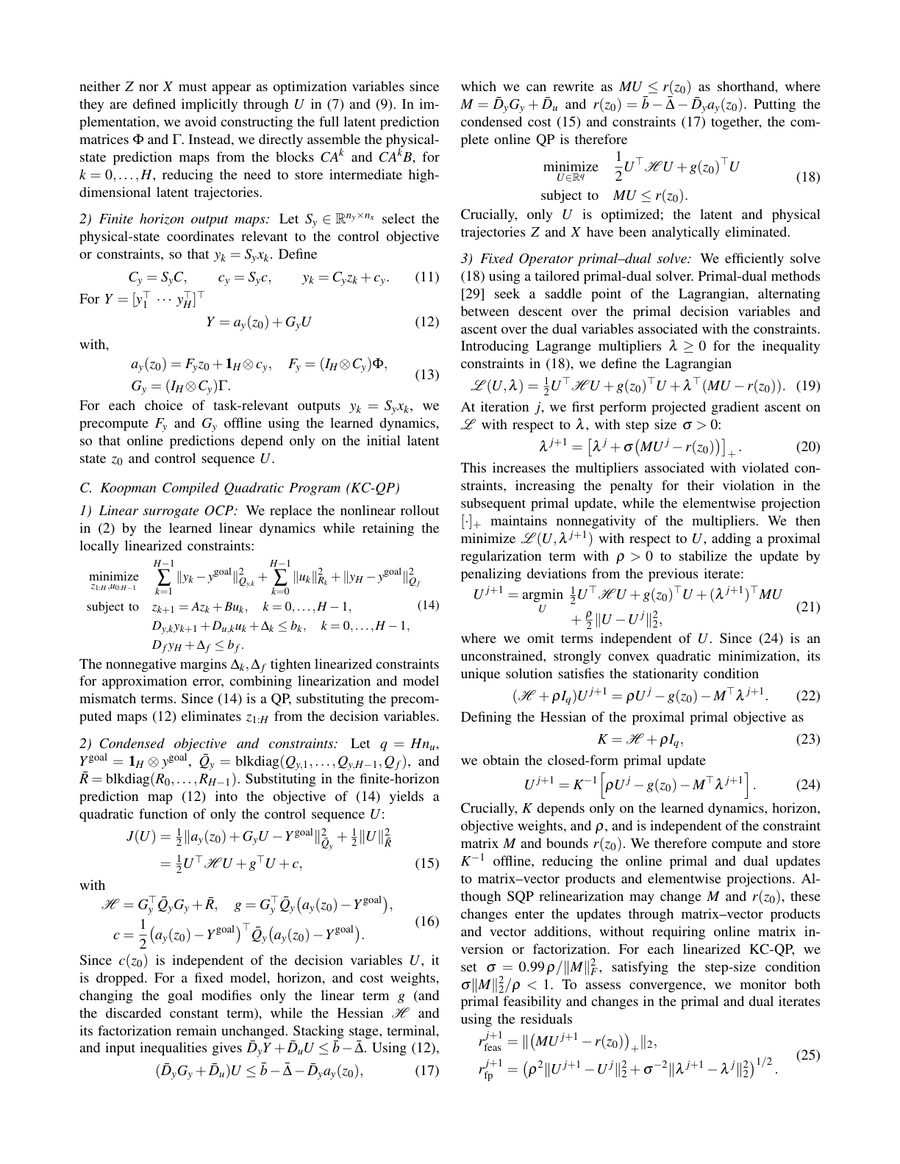 neither Z nor X must appear as optimization variables since
they are defined implicitly through U in (7) and (9). In im-
plementation, we avoid constructing the full latent prediction
matrices Φ and Γ. Instead, we directly assemble the physical-
state prediction maps from the blocks CA^k and CA^kB, for
k = 0,...,H, reducing the need to store intermediate high-
dimensional latent trajectories.
2) Finite horizon output maps: Let S_y ∈ ℝ^{n_y×n_x} select the
physical-state coordinates relevant to the control objective
or constraints, so that y_k = S_y x_k. Define
C_y = S_yC, c_y = S_yc, y_k = C_y z_k + c_y. (11)
For Y = [y_1^⊤ ⋯ y_H^⊤]^⊤
Y = a_y(z_0) + G_yU (12)
with,
a_y(z_0) = F_y z_0 + 1_H ⊗ c_y, F_y = (I_H ⊗ C_y)Φ,
G_y = (I_H ⊗ C_y)Γ. (13)
For each choice of task-relevant outputs y_k = S_y x_k, we
precompute F_y and G_y offline using the learned dynamics,
so that online predictions depend only on the initial latent
state z_0 and control sequence U.
C. Koopman Compiled Quadratic Program (KC-QP)
1) Linear surrogate OCP: We replace the nonlinear rollout
in (2) by the learned linear dynamics while retaining the
locally linearized constraints:
minimize_{z_{1:H},u_{0:H−1}} ∑_{k=1}^{H−1} ‖y_k − y^goal‖²_{Q_{y,k}} + ∑_{k=0}^{H−1} ‖u_k‖²_{R_k} + ‖y_H − y^goal‖²_{Q_f}
subject to z_{k+1} = Az_k + Bu_k, k = 0,...,H − 1, (14)
D_{y,k}y_{k+1} + D_{u,k}u_k + Δ_k ≤ b_k, k = 0,...,H − 1,
D_f y_H + Δ_f ≤ b_f.
The nonnegative margins Δ_k, Δ_f tighten linearized constraints
for approximation error, combining linearization and model
mismatch terms. Since (14) is a QP, substituting the precom-
puted maps (12) eliminates z_{1:H} from the decision variables.
2) Condensed objective and constraints: Let q = Hn_u,
Y^goal = 1_H ⊗ y^goal, Q̄_y = blkdiag(Q_{y,1},...,Q_{y,H−1},Q_f), and
R̄ = blkdiag(R_0,...,R_{H−1}). Substituting in the finite-horizon
prediction map (12) into the objective of (14) yields a
quadratic function of only the control sequence U:
J(U) = ½‖a_y(z_0) + G_yU − Y^goal‖²_{Q̄_y} + ½‖U‖²_{R̄}
= ½U^⊤ℋU + g^⊤U + c, (15)
with
ℋ = G_y^⊤Q̄_yG_y + R̄, g = G_y^⊤Q̄_y(a_y(z_0) − Y^goal),
c = ½(a_y(z_0) − Y^goal)^⊤Q̄_y(a_y(z_0) − Y^goal). (16)
Since c(z_0) is independent of the decision variables U, it
is dropped. For a fixed model, horizon, and cost weights,
changing the goal modifies only the linear term g (and
the discarded constant term), while the Hessian ℋ and
its factorization remain unchanged. Stacking stage, terminal,
and input inequalities gives D̄_yY + D̄_uU ≤ b̄ − Δ̄. Using (12),
(D̄_yG_y + D̄_u)U ≤ b̄ − Δ̄ − D̄_ya_y(z_0), (17)
which we can rewrite as MU ≤ r(z_0) as shorthand, where
M = D̄_yG_y + D̄_u and r(z_0) = b̄ − Δ̄ − D̄_ya_y(z_0). Putting the
condensed cost (15) and constraints (17) together, the com-
plete online QP is therefore
minimize_{U∈ℝ^q} ½U^⊤ℋU + g(z_0)^⊤U
subject to MU ≤ r(z_0). (18)
Crucially, only U is optimized; the latent and physical
trajectories Z and X have been analytically eliminated.
3) Fixed Operator primal–dual solve: We efficiently solve
(18) using a tailored primal-dual solver. Primal-dual methods
[29] seek a saddle point of the Lagrangian, alternating
between descent over the primal decision variables and
ascent over the dual variables associated with the constraints.
Introducing Lagrange multipliers λ ≥ 0 for the inequality
constraints in (18), we define the Lagrangian
ℒ(U,λ) = ½U^⊤ℋU + g(z_0)^⊤U + λ^⊤(MU − r(z_0)). (19)
At iteration j, we first perform projected gradient ascent on
ℒ with respect to λ, with step size σ > 0:
λ^{j+1} = [λ^j + σ(MU^j − r(z_0))]_+. (20)
This increases the multipliers associated with violated con-
straints, increasing the penalty for their violation in the
subsequent primal update, while the elementwise projection
[·]_+ maintains nonnegativity of the multipliers. We then
minimize ℒ(U,λ^{j+1}) with respect to U, adding a proximal
regularization term with ρ > 0 to stabilize the update by
penalizing deviations from the previous iterate:
U^{j+1} = argmin_U ½U^⊤ℋU + g(z_0)^⊤U + (λ^{j+1})^⊤MU
+ ρ/2 ‖U − U^j‖²_2, (21)
where we omit terms independent of U. Since (24) is an
unconstrained, strongly convex quadratic minimization, its
unique solution satisfies the stationarity condition
(ℋ + ρI_q)U^{j+1} = ρU^j − g(z_0) − M^⊤λ^{j+1}. (22)
Defining the Hessian of the proximal primal objective as
K = ℋ + ρI_q, (23)
we obtain the closed-form primal update
U^{j+1} = K^{−1}[ρU^j − g(z_0) − M^⊤λ^{j+1}]. (24)
Crucially, K depends only on the learned dynamics, horizon,
objective weights, and ρ, and is independent of the constraint
matrix M and bounds r(z_0). We therefore compute and store
K^{−1} offline, reducing the online primal and dual updates
to matrix–vector products and elementwise projections. Al-
though SQP relinearization may change M and r(z_0), these
changes enter the updates through matrix–vector products
and vector additions, without requiring online matrix in-
version or factorization. For each linearized KC-QP, we
set σ = 0.99ρ/‖M‖²_F, satisfying the step-size condition
σ‖M‖²_2/ρ < 1. To assess convergence, we monitor both
primal feasibility and changes in the primal and dual iterates
using the residuals
r_feas^{j+1} = ‖(MU^{j+1} − r(z_0))_+‖_2,
r_fp^{j+1} = (ρ²‖U^{j+1} − U^j‖²_2 + σ^{−2}‖λ^{j+1} − λ^j‖²_2)^{1/2}. (25)